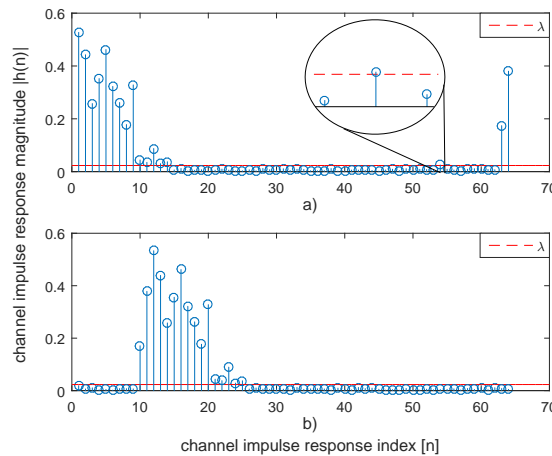 channel impulse response magnitude |h(n)|
0.6
0.4
0.2
0
λ
0 10 20 30 40 50 60 70
a)
0.6
0.4
0.2
0
λ
0 10 20 30 40 50 60 70
b)
channel impulse response index [n]